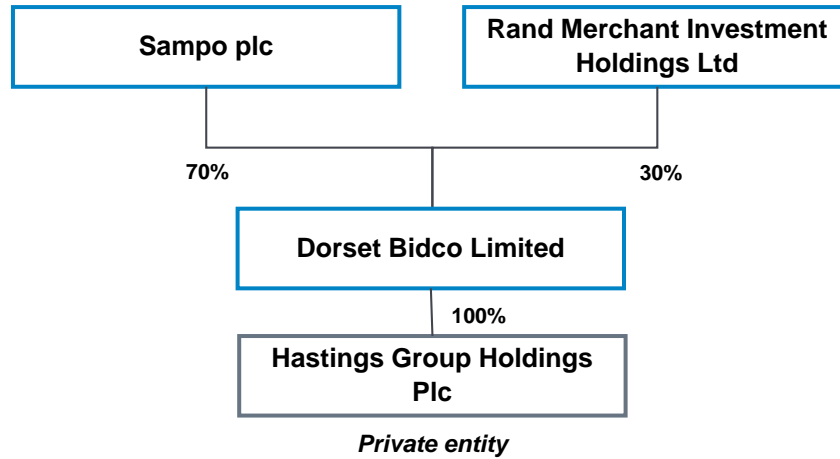 Sampo plc
Rand Merchant Investment
Holdings Ltd
70%
30%
Dorset Bidco Limited
100%
Hastings Group Holdings
Plc
Private entity